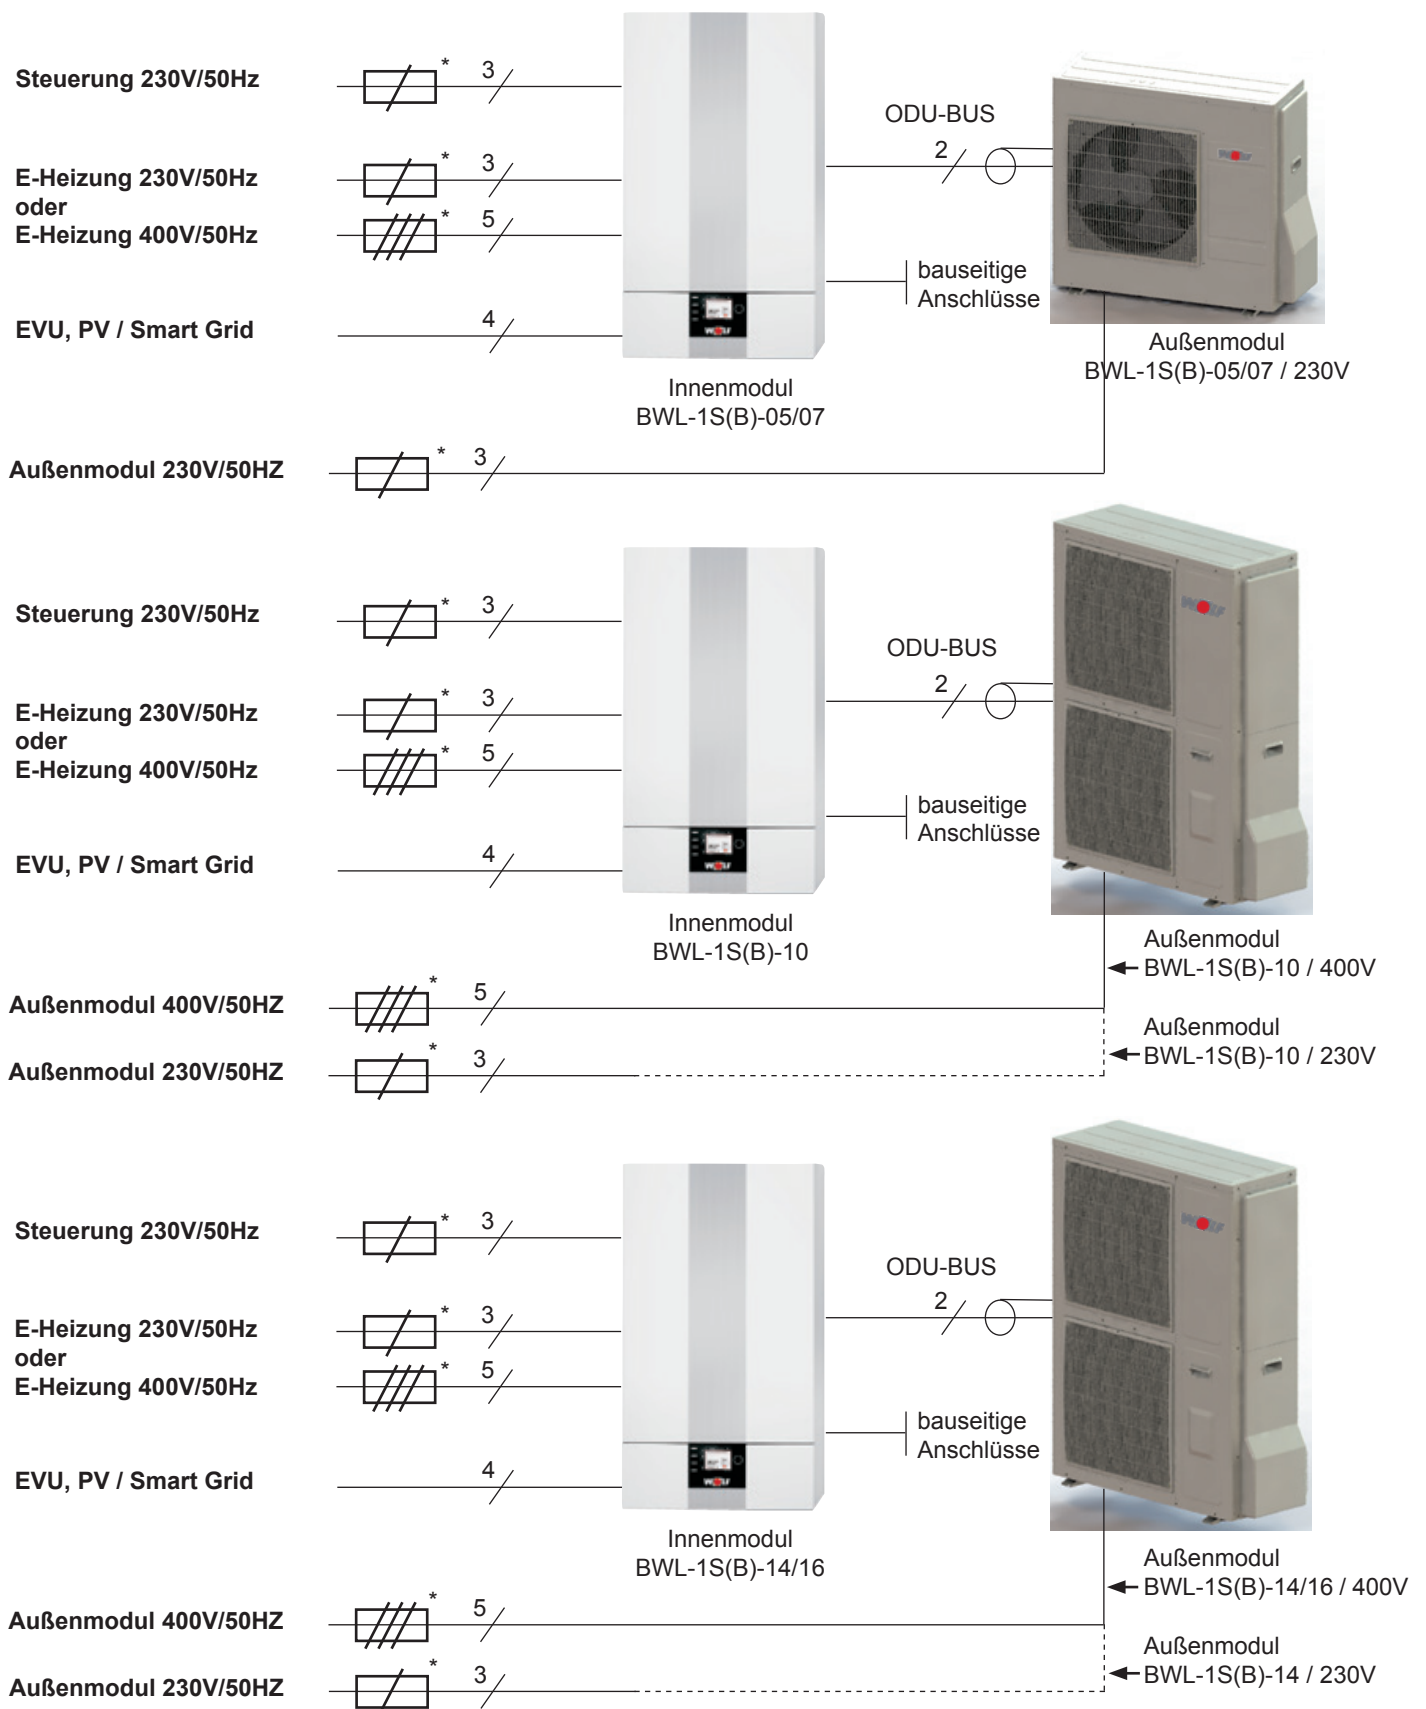 Steuerung 230V/50Hz
* 3
E-Heizung 230V/50Hz
oder
E-Heizung 400V/50Hz
* 3
* 5
EVU, PV / Smart Grid
4
WOLF
Innenmodul
BWL-1S(B)-05/07
ODU-BUS
2
bauseitige
Anschlüsse
WOLF
Außenmodul
BWL-1S(B)-05/07 / 230V
Außenmodul 230V/50HZ
* 3
Steuerung 230V/50Hz
* 3
E-Heizung 230V/50Hz
oder
E-Heizung 400V/50Hz
* 3
* 5
EVU, PV / Smart Grid
4
WOLF
Innenmodul
BWL-1S(B)-10
ODU-BUS
2
bauseitige
Anschlüsse
WOLF
Außenmodul
BWL-1S(B)-10 / 400V
Außenmodul 400V/50HZ
* 5
Außenmodul
BWL-1S(B)-10 / 230V
Außenmodul 230V/50HZ
* 3
Steuerung 230V/50Hz
* 3
E-Heizung 230V/50Hz
oder
E-Heizung 400V/50Hz
* 3
* 5
EVU, PV / Smart Grid
4
WOLF
Innenmodul
BWL-1S(B)-14/16
ODU-BUS
2
bauseitige
Anschlüsse
WOLF
Außenmodul
BWL-1S(B)-14/16 / 400V
Außenmodul 400V/50HZ
* 5
Außenmodul
BWL-1S(B)-14 / 230V
Außenmodul 230V/50HZ
* 3